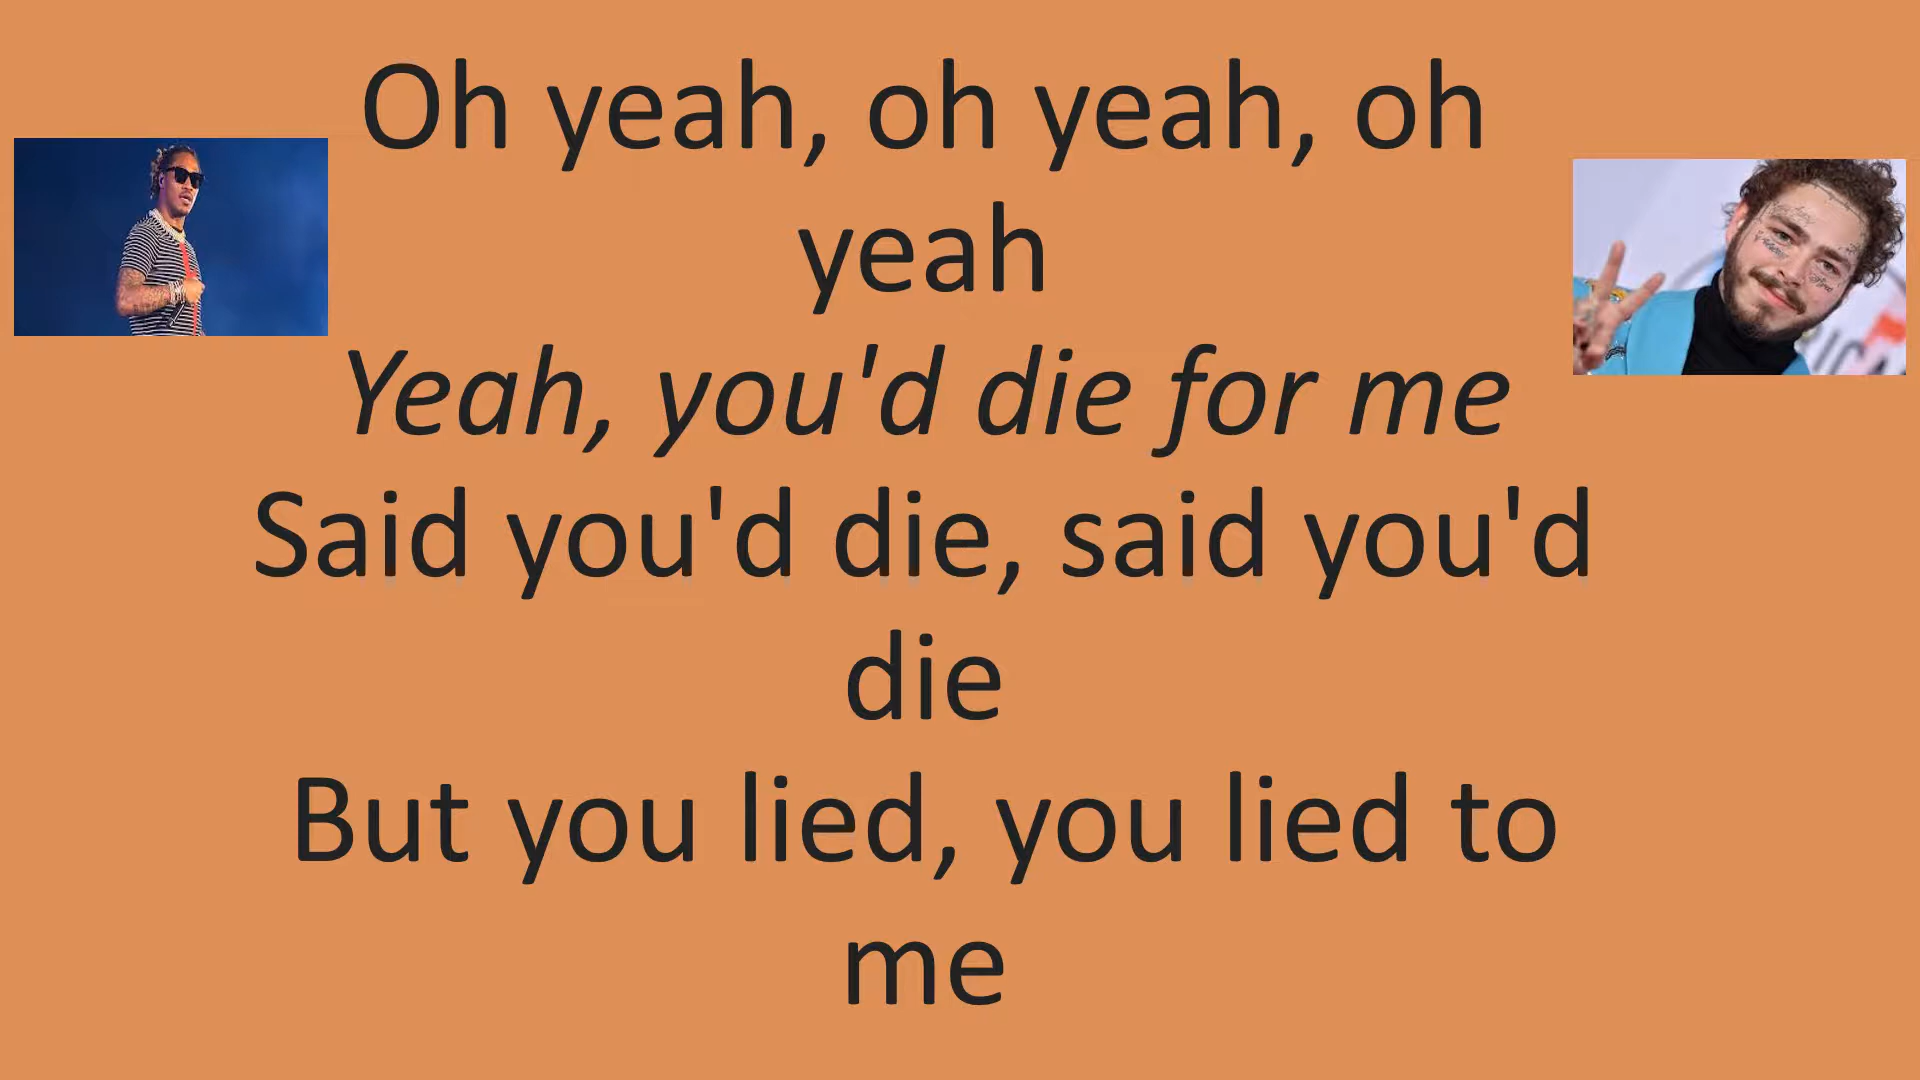 Oh yeah, oh yeah, oh
yeah
Yeah, you'd die for me
Said you'd die, said you'd
die
But you lied, you lied to
me